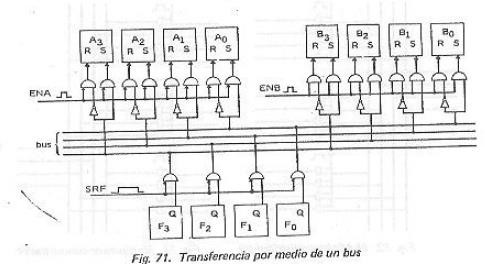 A3 A2 A1 A0 B3 B2 B1 B0
R S R S R S R S R S R S R S R S
ENA ENB
bus
SRF
Q Q Q Q
F3 F2 F1 F0
Fig. 71. Transferencia por medio de un bus